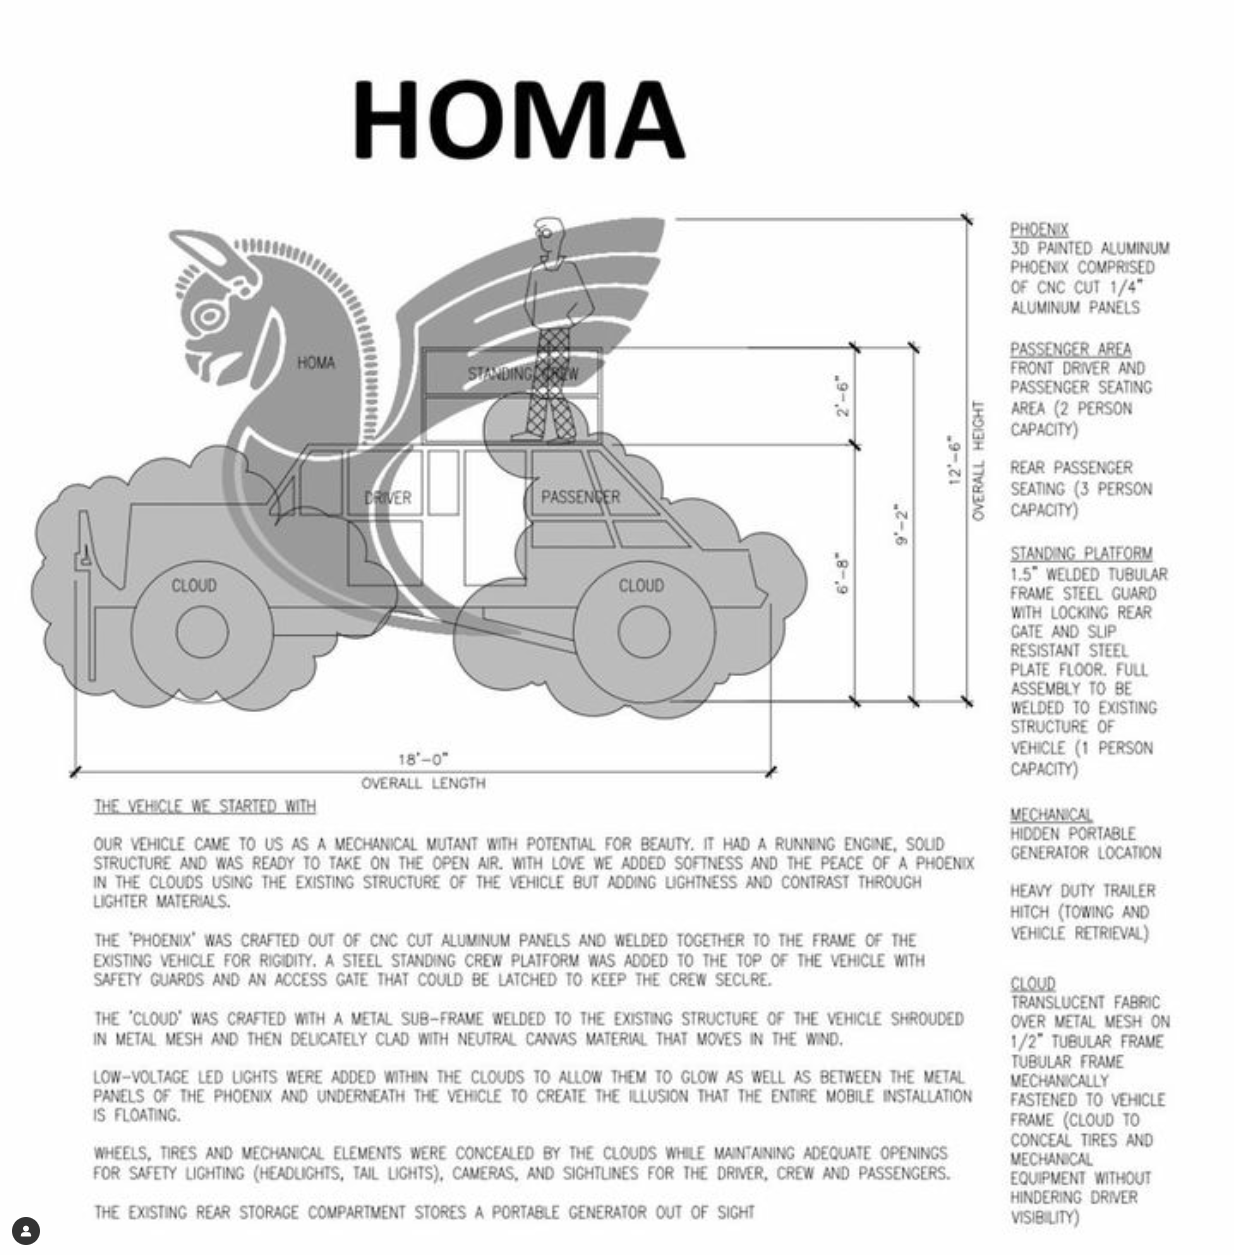 HOMA
HOMA
STANDING CREW
DRIVER
PASSENGER
CLOUD
CLOUD
2'-6"
6'-8"
9'-2"
12'-6"
OVERALL HEIGHT
18'-0"
OVERALL LENGTH
THE VEHICLE WE STARTED WITH
OUR VEHICLE CAME TO US AS A MECHANICAL MUTANT WITH POTENTIAL FOR BEAUTY. IT HAD A RUNNING ENGINE, SOLID
STRUCTURE AND WAS READY TO TAKE ON THE OPEN AIR. WITH LOVE WE ADDED SOFTNESS AND THE PEACE OF A PHOENIX
IN THE CLOUDS USING THE EXISTING STRUCTURE OF THE VEHICLE BUT ADDING LIGHTNESS AND CONTRAST THROUGH
LIGHTER MATERIALS.
THE 'PHOENIX' WAS CRAFTED OUT OF CNC CUT ALUMINUM PANELS AND WELDED TOGETHER TO THE FRAME OF THE
EXISTING VEHICLE FOR RIGIDITY. A STEEL STANDING CREW PLATFORM WAS ADDED TO THE TOP OF THE VEHICLE WITH
SAFETY GUARDS AND AN ACCESS GATE THAT COULD BE LATCHED TO KEEP THE CREW SECURE.
THE 'CLOUD' WAS CRAFTED WITH A METAL SUB-FRAME WELDED TO THE EXISTING STRUCTURE OF THE VEHICLE SHROUDED
IN METAL MESH AND THEN DELICATELY CLAD WITH NEUTRAL CANVAS MATERIAL THAT MOVES IN THE WIND.
LOW-VOLTAGE LED LIGHTS WERE ADDED WITHIN THE CLOUDS TO ALLOW THEM TO GLOW AS WELL AS BETWEEN THE METAL
PANELS OF THE PHOENIX AND UNDERNEATH THE VEHICLE TO CREATE THE ILLUSION THAT THE ENTIRE MOBILE INSTALLATION
IS FLOATING.
WHEELS, TIRES AND MECHANICAL ELEMENTS WERE CONCEALED BY THE CLOUDS WHILE MAINTAINING ADEQUATE OPENINGS
FOR SAFETY LIGHTING (HEADLIGHTS, TAIL LIGHTS), CAMERAS, AND SIGHTLINES FOR THE DRIVER, CREW AND PASSENGERS.
THE EXISTING REAR STORAGE COMPARTMENT STORES A PORTABLE GENERATOR OUT OF SIGHT
PHOENIX
3D PAINTED ALUMINUM
PHOENIX COMPRISED
OF CNC CUT 1/4"
ALUMINUM PANELS
PASSENGER AREA
FRONT DRIVER AND
PASSENGER SEATING
AREA (2 PERSON
CAPACITY)
REAR PASSENGER
SEATING (3 PERSON
CAPACITY)
STANDING PLATFORM
1.5" WELDED TUBULAR
FRAME STEEL GUARD
WITH LOCKING REAR
GATE AND SLIP
RESISTANT STEEL
PLATE FLOOR. FULL
ASSEMBLY TO BE
WELDED TO EXISTING
STRUCTURE OF
VEHICLE (1 PERSON
CAPACITY)
MECHANICAL
HIDDEN PORTABLE
GENERATOR LOCATION
HEAVY DUTY TRAILER
HITCH (TOWING AND
VEHICLE RETRIEVAL)
CLOUD
TRANSLUCENT FABRIC
OVER METAL MESH ON
1/2" TUBULAR FRAME
TUBULAR FRAME
MECHANICALLY
FASTENED TO VEHICLE
FRAME (CLOUD TO
CONCEAL TIRES AND
MECHANICAL
EQUIPMENT WITHOUT
HINDERING DRIVER
VISIBILITY)